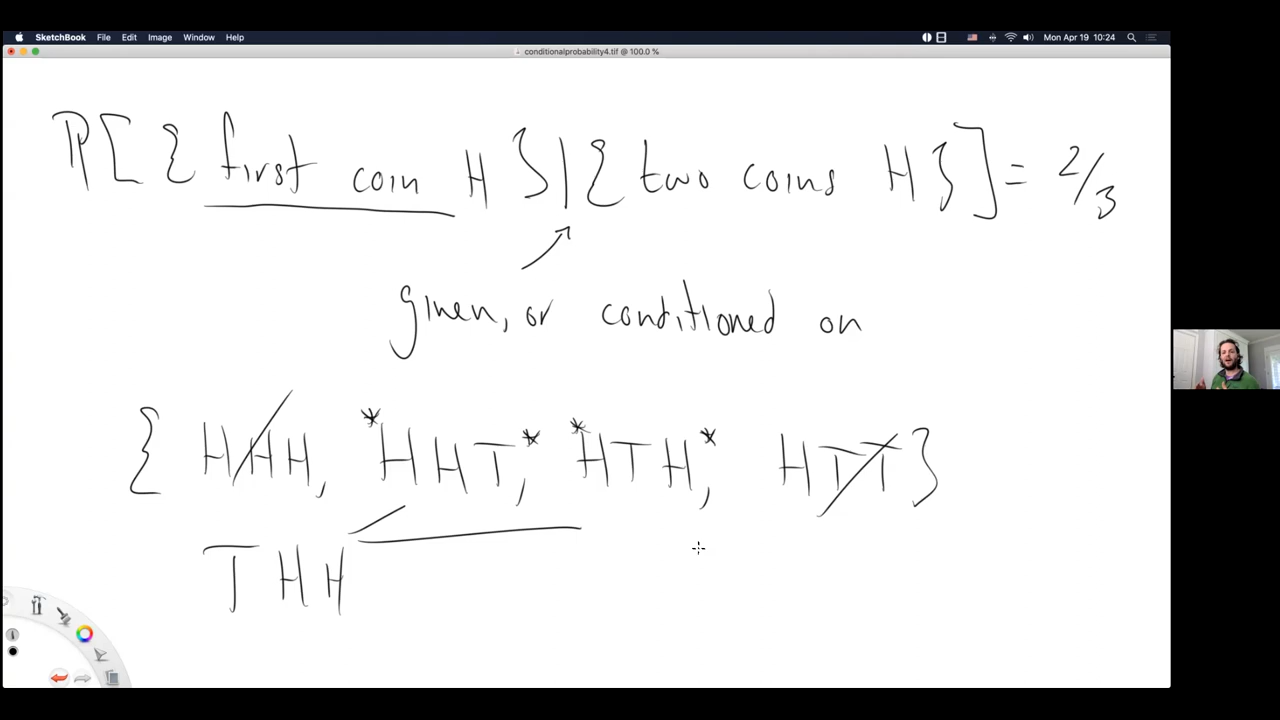 SketchBook File Edit Image Window Help Mon Apr 19 10:24
conditionalprobability4.tif @ 100.0 %
P[{first coin H}|{two coins H}] = 2/3
given, or conditioned on
{ HHH, *HHT,* *HTH,* HTT}
THH